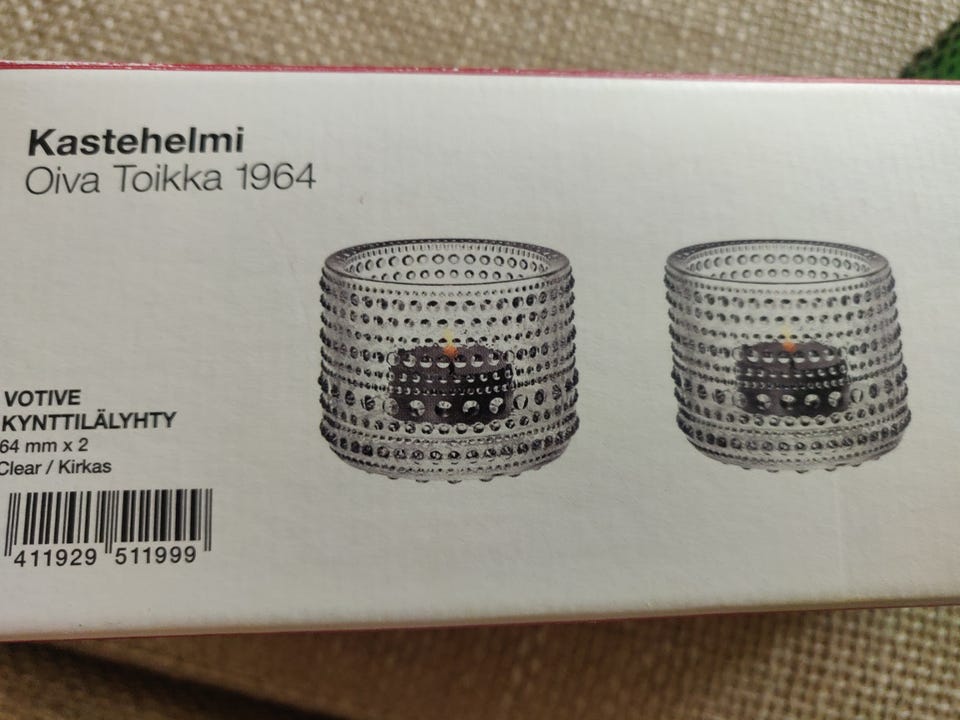 Kastehelmi
Oiva Toikka 1964
VOTIVE
KYNTTILÄLYHTY
64 mm x 2
Clear / Kirkas
411929 511999